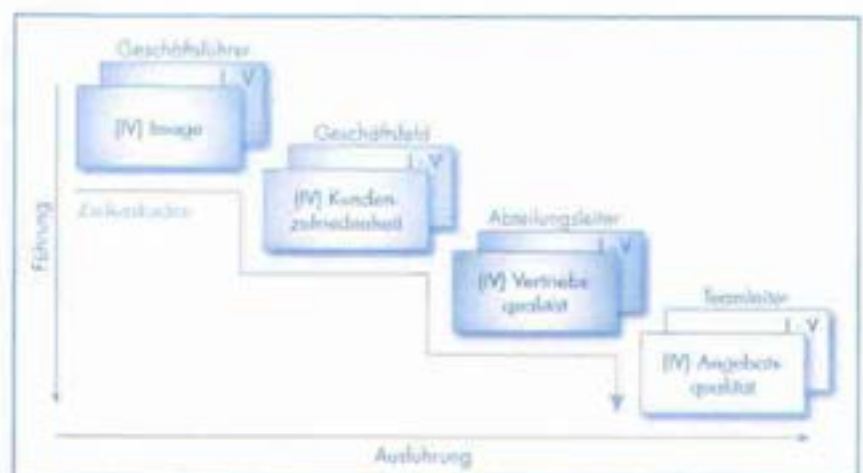 Geschäftsführer
I - V
(IV) Image
Geschäftsfeld
I - V
(IV) Kunden
zufriedenheit
Zielkaskade
Abteilungsleiter
I - V
(IV) Vertriebs
qualität
Teamleiter
I - V
(IV) Angebots
qualität
Führung
Ausführung